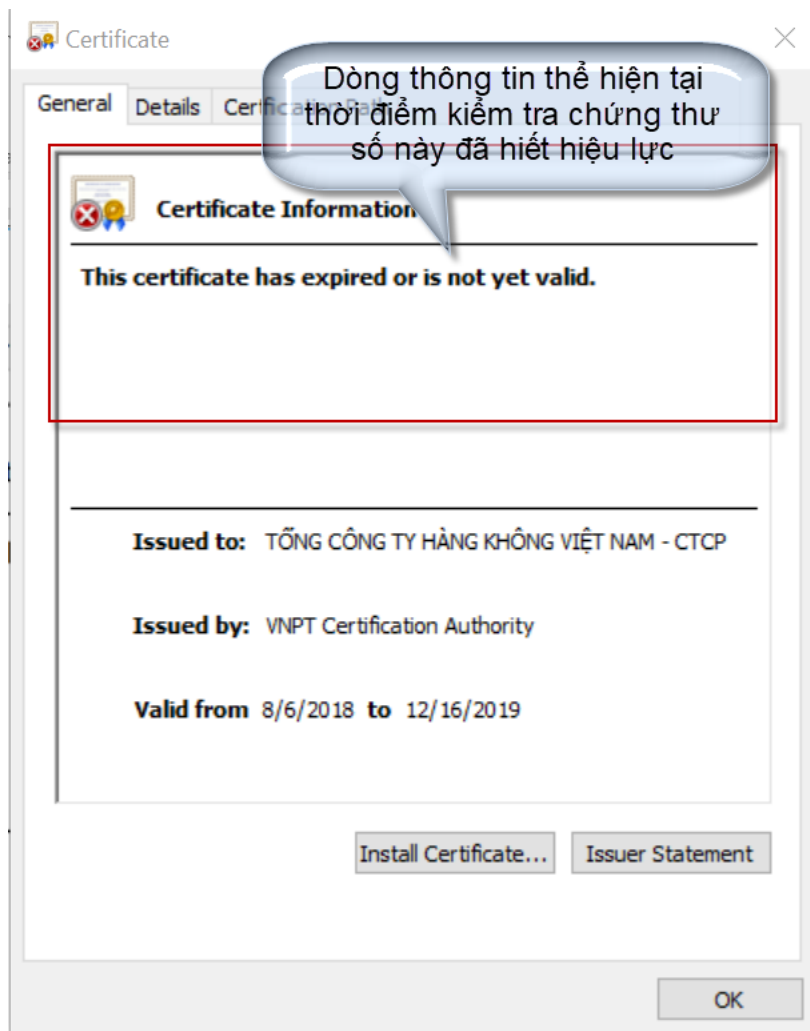 Certificate
Dòng thông tin thể hiện tại
thời điểm kiểm tra chứng thư
số này đã hiết hiệu lực
General Details
Certificate Information
This certificate has expired or is not yet valid.
Issued to: TỔNG CÔNG TY HÀNG KHÔNG VIỆT NAM - CTCP
Issued by: VNPT Certification Authority
Valid from 8/6/2018 to 12/16/2019
Install Certificate... Issuer Statement
OK